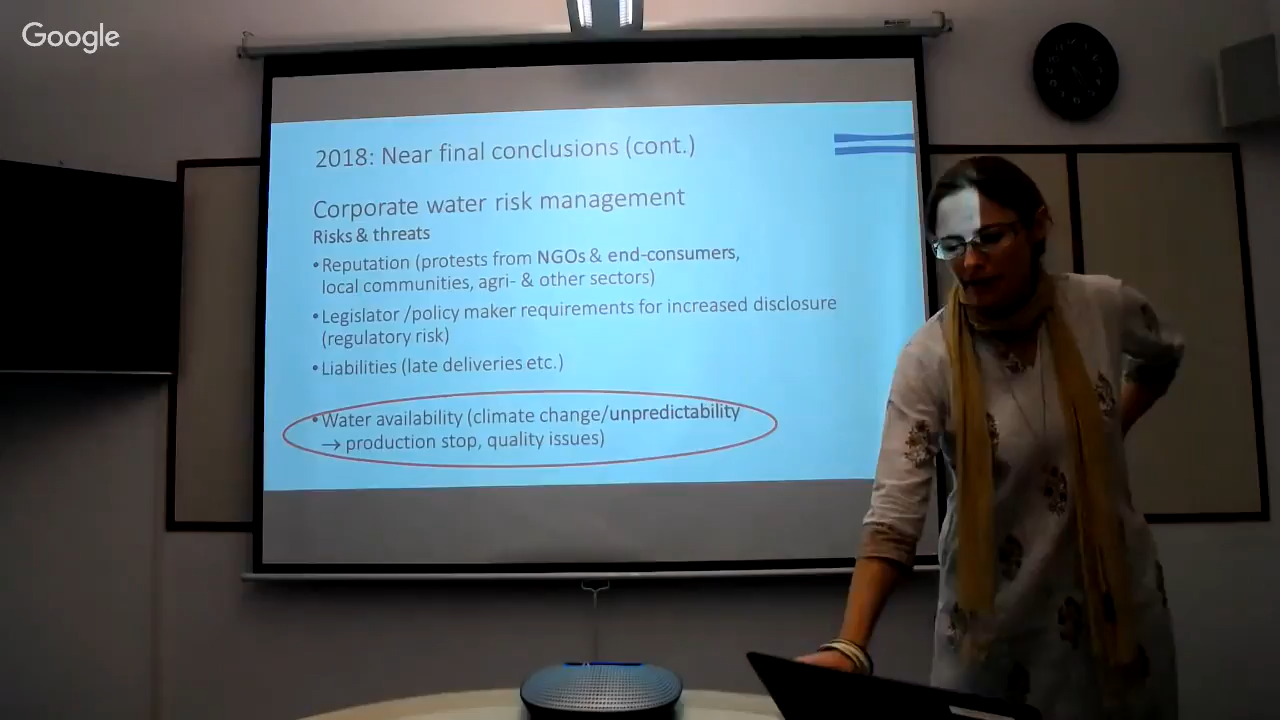 Google
2018: Near final conclusions (cont.)
Corporate water risk management
Risks & threats
•Reputation (protests from NGOs & end-consumers,
local communities, agri- & other sectors)
•Legislator /policy maker requirements for increased disclosure
(regulatory risk)
•Liabilities (late deliveries etc.)
•Water availability (climate change/unpredictability
→ production stop, quality issues)